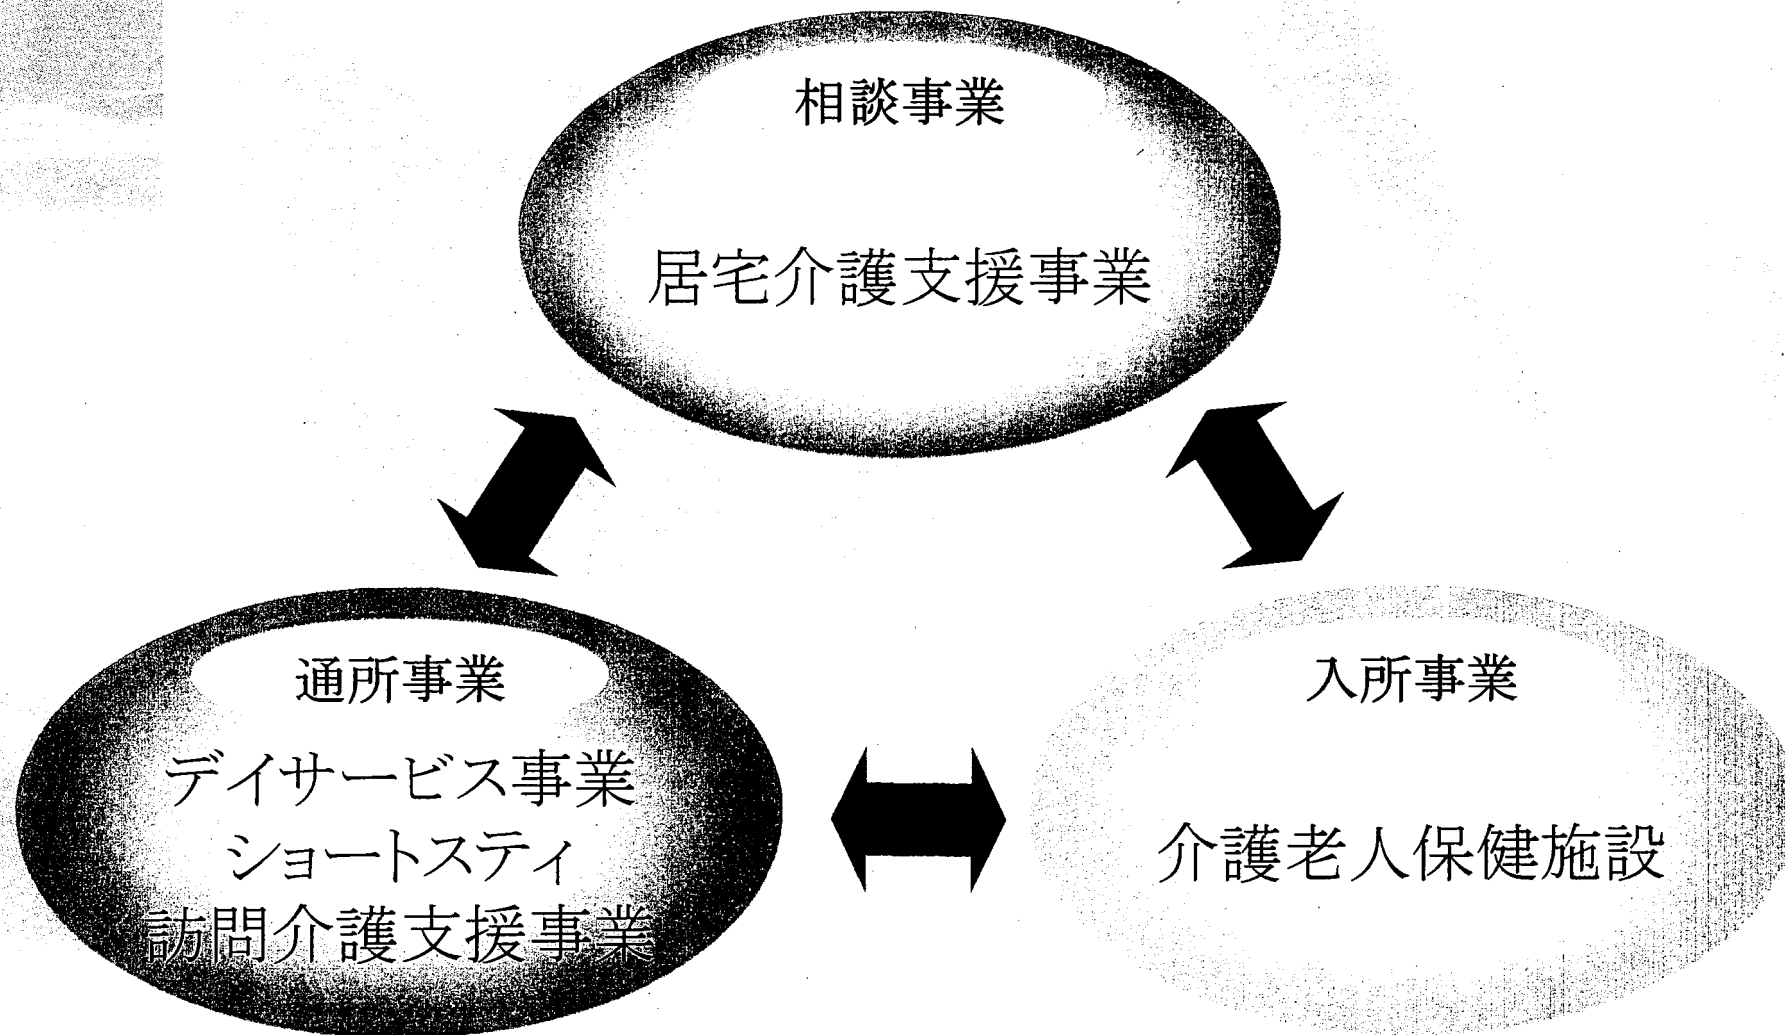 相談事業
居宅介護支援事業
通所事業
デイサービス事業
ショートスティ
訪問介護支援事業
入所事業
介護老人保健施設